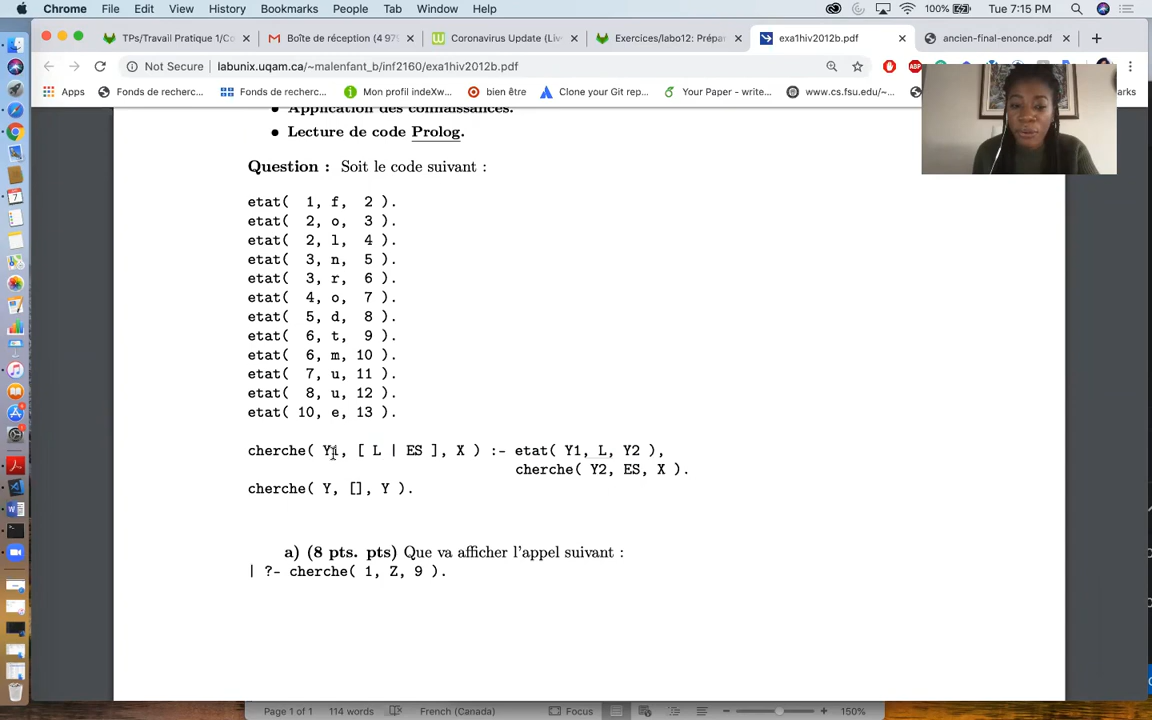 Chrome File Edit View History Bookmarks People Tab Window Help 100% Tue 7:15 PM
TPs/Travail Pratique 1/Co Boîte de réception (4 979 Coronavirus Update (Liv Exercices/labo12: Prépar exa1hiv2012b.pdf ancien-final-enonce.pdf
Not Secure labunix.uqam.ca/~malenfant_b/inf2160/exa1hiv2012b.pdf ABP
Apps Fonds de recherc... Fonds de recherc... Mon profil indexW... bien être Clone your Git rep... Your Paper - write... www.cs.fsu.edu/~...
• Application des connaissances.
• Lecture de code Prolog.
Question : Soit le code suivant :
etat( 1, f, 2 ).
etat( 2, o, 3 ).
etat( 2, l, 4 ).
etat( 3, n, 5 ).
etat( 3, r, 6 ).
etat( 4, o, 7 ).
etat( 5, d, 8 ).
etat( 6, t, 9 ).
etat( 6, m, 10 ).
etat( 7, u, 11 ).
etat( 8, u, 12 ).
etat( 10, e, 13 ).
cherche( Y1, [ L | ES ], X ) :- etat( Y1, L, Y2 ),
cherche( Y2, ES, X ).
cherche( Y, [], Y ).
a) (8 pts. pts) Que va afficher l'appel suivant :
| ?- cherche( 1, Z, 9 ).
Page 1 of 1 114 words French (Canada) Focus 150%